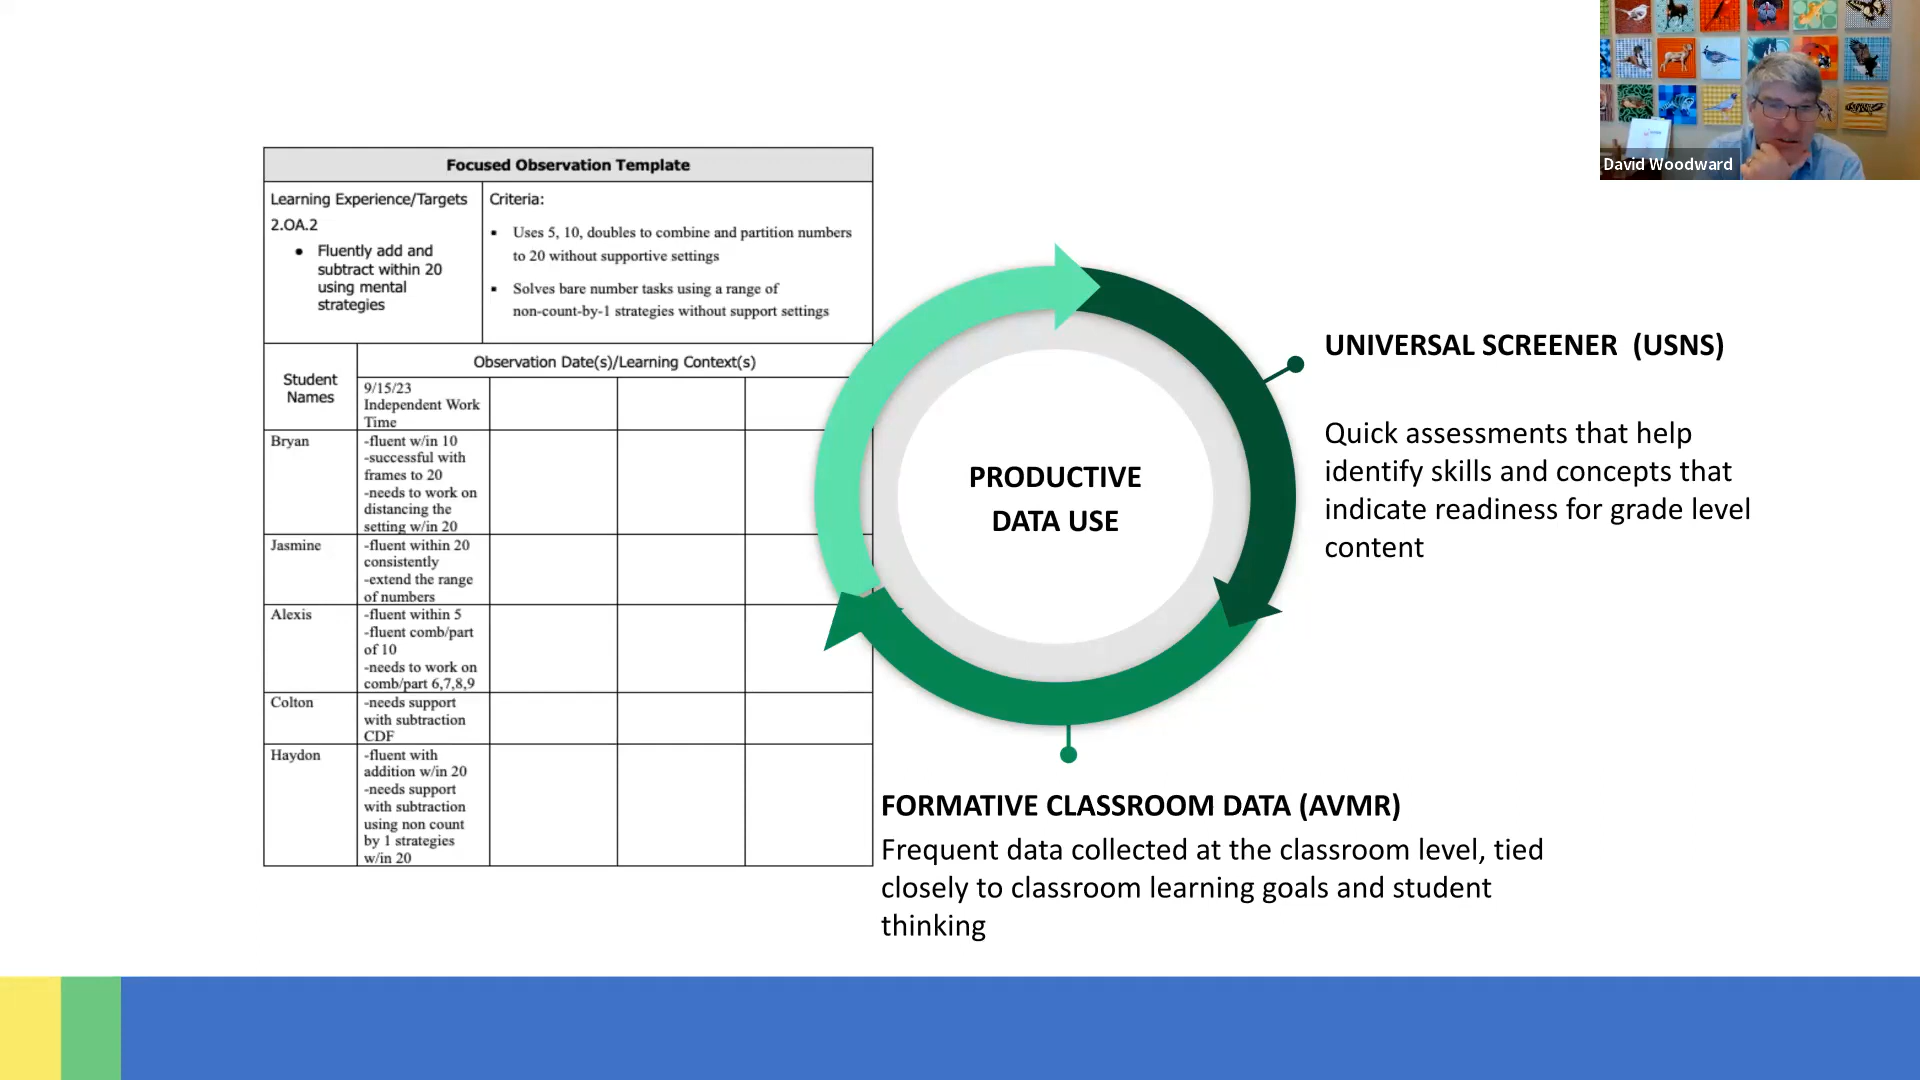 Focused Observation Template
Learning Experience/Targets
2.OA.2
• Fluently add and
subtract within 20
using mental
strategies
Criteria:
▪ Uses 5, 10, doubles to combine and partition numbers
to 20 without supportive settings
▪ Solves bare number tasks using a range of
non-count-by-1 strategies without support settings
Student
Names
Observation Date(s)/Learning Context(s)
9/15/23
Independent Work
Time
Bryan
-fluent w/in 10
-successful with
frames to 20
-needs to work on
distancing the
setting w/in 20
Jasmine
-fluent within 20
consistently
-extend the range
of numbers
Alexis
-fluent within 5
-fluent comb/part
of 10
-needs to work on
comb/part 6,7,8,9
Colton
-needs support
with subtraction
CDF
Haydon
-fluent with
addition w/in 20
-needs support
with subtraction
using non count
by 1 strategies
w/in 20
PRODUCTIVE
DATA USE
UNIVERSAL SCREENER (USNS)
Quick assessments that help
identify skills and concepts that
indicate readiness for grade level
content
FORMATIVE CLASSROOM DATA (AVMR)
Frequent data collected at the classroom level, tied
closely to classroom learning goals and student
thinking
David Woodward